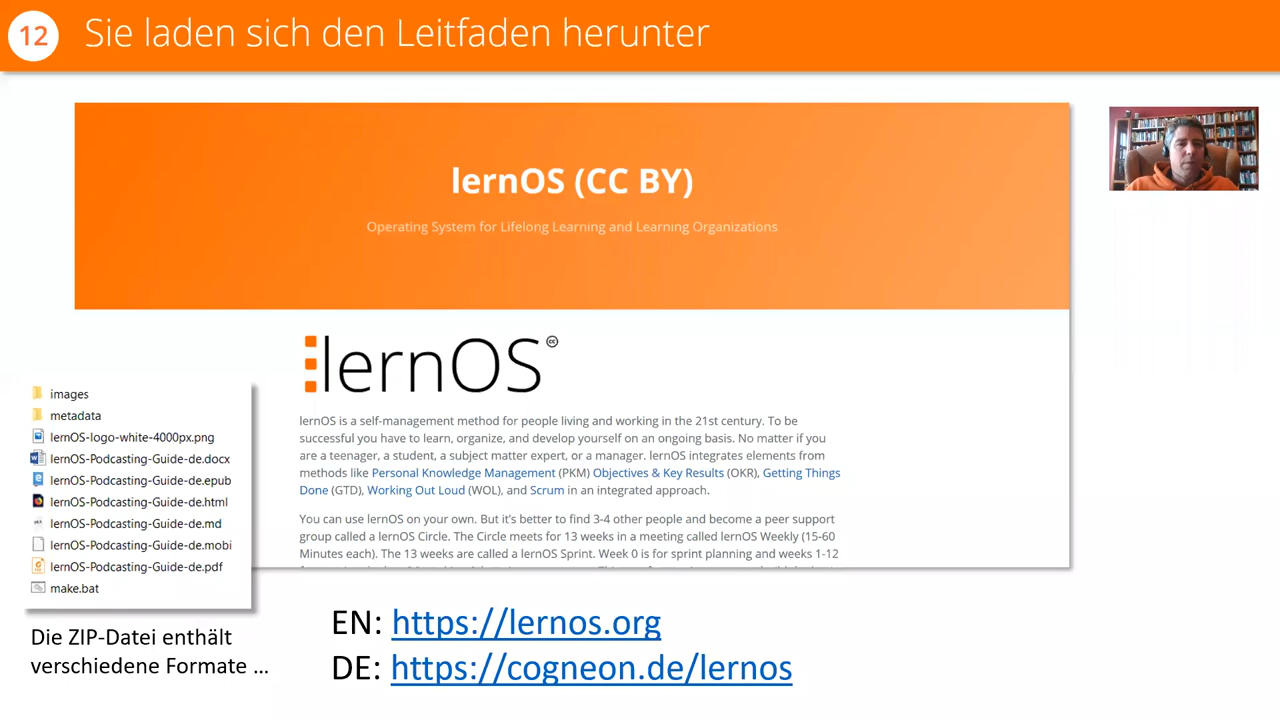 12 Sie laden sich den Leitfaden herunter
lernOS (CC BY)
Operating System for Lifelong Learning and Learning Organizations
lernOS cc
lernOS is a self-management method for people living and working in the 21st century. To be
successful you have to learn, organize, and develop yourself on an ongoing basis. No matter if you
are a teenager, a student, a subject matter expert, or a manager. lernOS integrates elements from
methods like Personal Knowledge Management (PKM) Objectives & Key Results (OKR), Getting Things
Done (GTD), Working Out Loud (WOL), and Scrum in an integrated approach.
You can use lernOS on your own. But it's better to find 3-4 other people and become a peer support
group called a lernOS Circle. The Circle meets for 13 weeks in a meeting called lernOS Weekly (15-60
Minutes each). The 13 weeks are called a lernOS Sprint. Week 0 is for sprint planning and weeks 1-12
images
metadata
lernOS-logo-white-4000px.png
lernOS-Podcasting-Guide-de.docx
lernOS-Podcasting-Guide-de.epub
lernOS-Podcasting-Guide-de.html
lernOS-Podcasting-Guide-de.md
lernOS-Podcasting-Guide-de.mobi
lernOS-Podcasting-Guide-de.pdf
make.bat
Die ZIP-Datei enthält
verschiedene Formate ...
EN: https://lernos.org
DE: https://cogneon.de/lernos